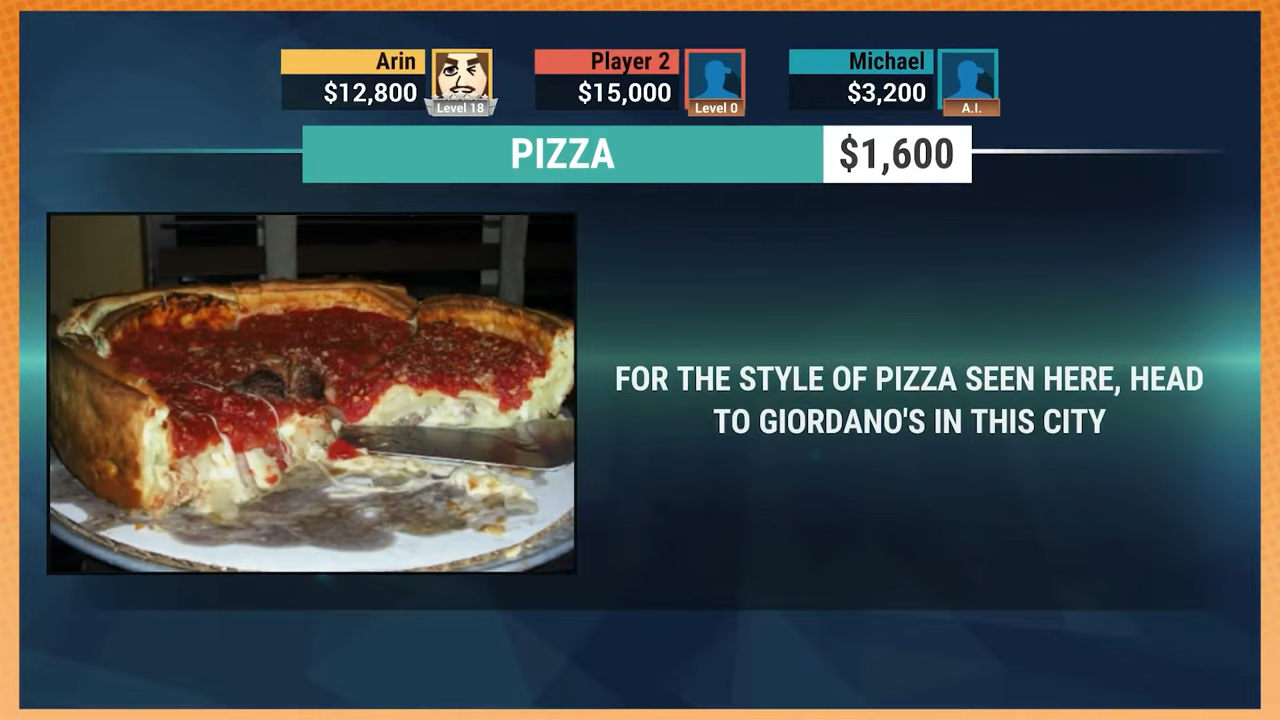 Arin
$12,800
Level 18
Player 2
$15,000
Level 0
Michael
$3,200
A.I.
PIZZA
$1,600
FOR THE STYLE OF PIZZA SEEN HERE, HEAD
TO GIORDANO'S IN THIS CITY